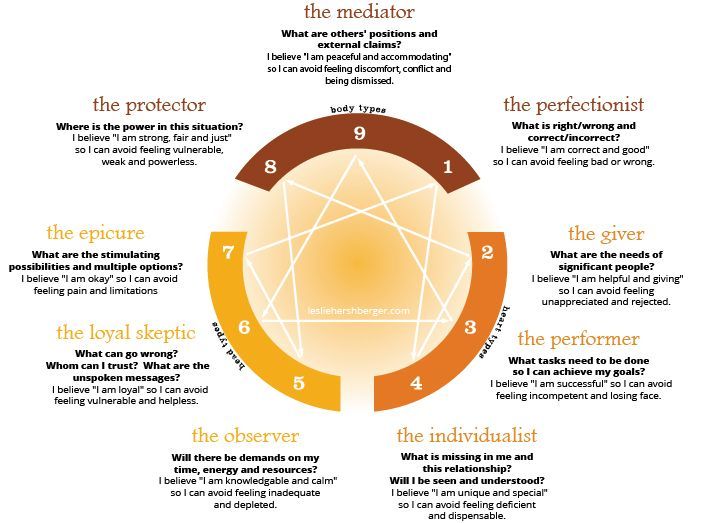 the mediator
What are others' positions and
external claims?
I believe "I am peaceful and accommodating"
so I can avoid feeling discomfort, conflict and
being dismissed.
the protector
Where is the power in this situation?
I believe "I am strong, fair and just"
so I can avoid feeling vulnerable,
weak and powerless.
body types
the perfectionist
What is right/wrong and
correct/incorrect?
I believe "I am correct and good"
so I can avoid feeling bad or wrong.
9
8
1
the epicure
What are the stimulating
possibilities and multiple options?
I believe "I am okay" so I can avoid
feeling pain and limitations
7
2
the giver
What are the needs of
significant people?
I believe "I am helpful and giving"
so I can avoid feeling
unappreciated and rejected.
lesliehershberger.com
the loyal skeptic
What can go wrong?
Whom can I trust? What are the
unspoken messages?
I believe "I am loyal" so I can avoid
feeling vulnerable and helpless.
head types
6
3
heart types
the performer
What tasks need to be done
so I can achieve my goals?
I believe "I am successful" so I can avoid
feeling incompetent and losing face.
5
4
the observer
Will there be demands on my
time, energy and resources?
I believe "I am knowledgable and calm"
so I can avoid feeling inadequate
and depleted.
the individualist
What is missing in me and
this relationship?
Will I be seen and understood?
I believe "I am unique and special"
so I can avoid feeling deficient
and dispensable.